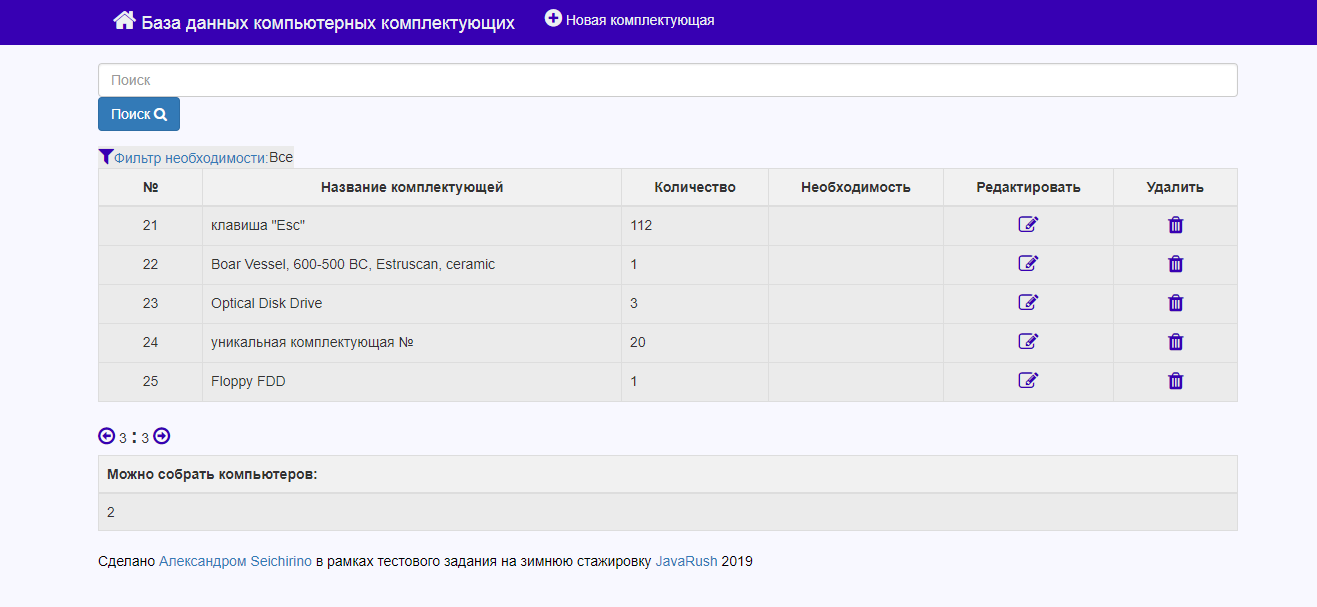 База данных компьютерных комплектующих Новая комплектующая
Поиск
Поиск
Фильтр необходимости:Все
№ Название комплектующей Количество Необходимость Редактировать Удалить
21 клавиша "Esc" 112
22 Boar Vessel, 600-500 BC, Estruscan, ceramic 1
23 Optical Disk Drive 3
24 уникальная комплектующая № 20
25 Floppy FDD 1
3 : 3
Можно собрать компьютеров:
2
Сделано Александром Seichirino в рамках тестового задания на зимнюю стажировку JavaRush 2019